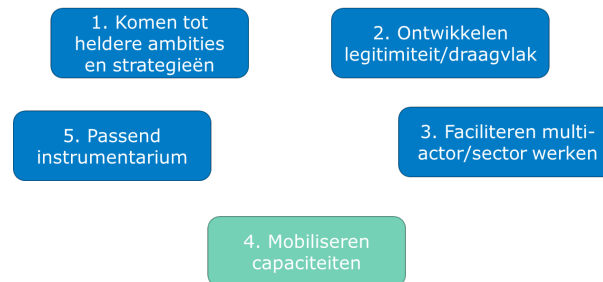 1. Komen tot
heldere ambities
en strategieën
2. Ontwikkelen
legitimiteit/draagvlak
5. Passend
instrumentarium
3. Faciliteren multi-
actor/sector werken
4. Mobiliseren
capaciteiten